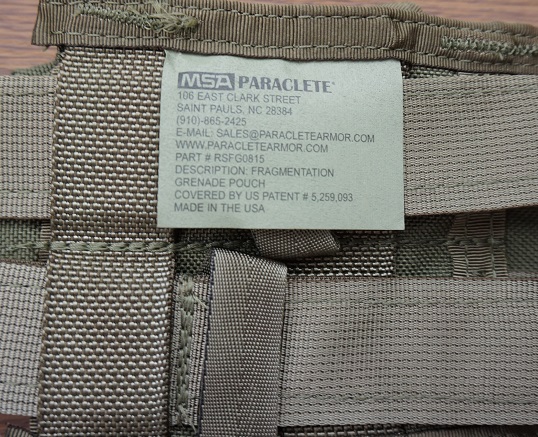 MSA PARACLETE®
106 EAST CLARK STREET
SAINT PAULS, NC 28384
(910)-865-2425
E-MAIL: SALES@PARACLETEARMOR.COM
WWW.PARACLETEARMOR.COM
PART # RSFG0815
DESCRIPTION: FRAGMENTATION
GRENADE POUCH
COVERED BY US PATENT # 5,259,093
MADE IN THE USA